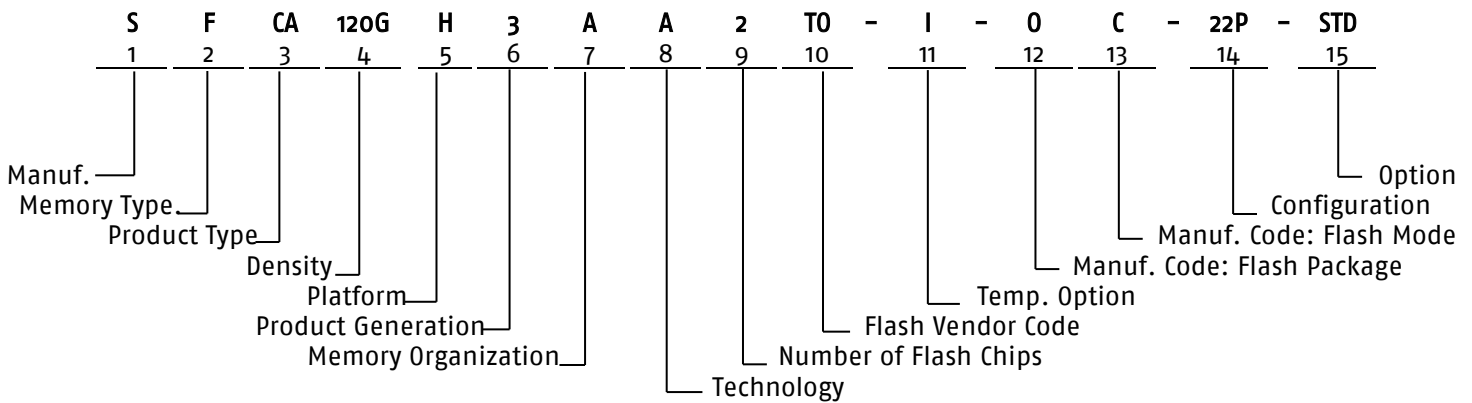 S F CA 120G H 3 A A 2 TO - I - O C - 22P - STD
1 2 3 4 5 6 7 8 9 10 11 12 13 14 15
Manuf. Option
Memory Type. Configuration
Product Type Manuf. Code: Flash Mode
Density Manuf. Code: Flash Package
Platform Temp. Option
Product Generation Flash Vendor Code
Memory Organization Number of Flash Chips
Technology